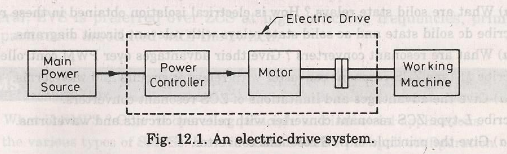 Electric Drive
Main Power Source
Power Controller
Motor
Working Machine
Fig. 12.1. An electric-drive system.